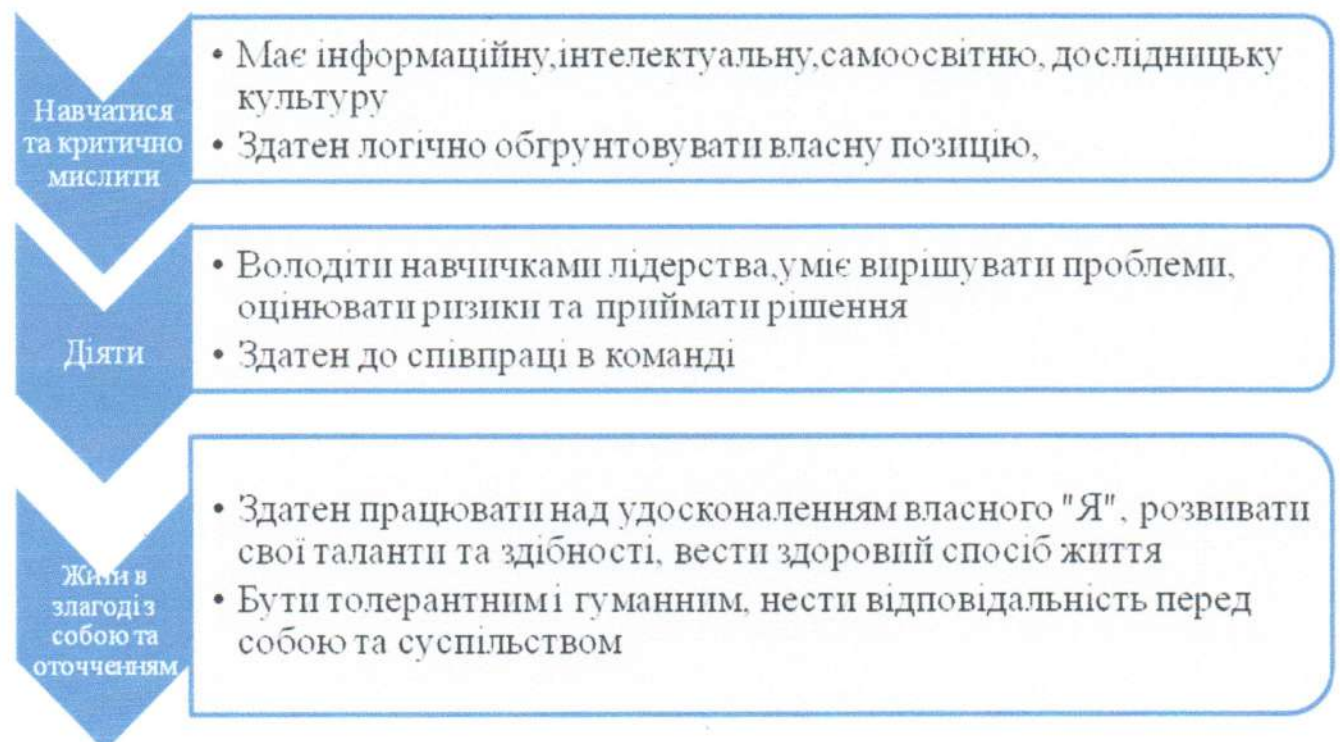 Навчатися
та критично
мислити
• Має інформаційну,інтелектуальну,самоосвітню, дослідницьку
культуру
• Здатен логічно обгрунтовувати власну позицію,
Діяти
• Володіти навчичками лідерства,уміє вирішувати проблеми,
оцінювати ризики та приймати рішення
• Здатен до співпраці в команді
Жити в
злагоді з
собою та
оточченням
• Здатен працювати над удосконаленням власного "Я", розвивати
свої таланти та здібності, вести здоровий спосіб життя
• Бути толерантним і гуманним, нести відповідальність перед
собою та суспільством